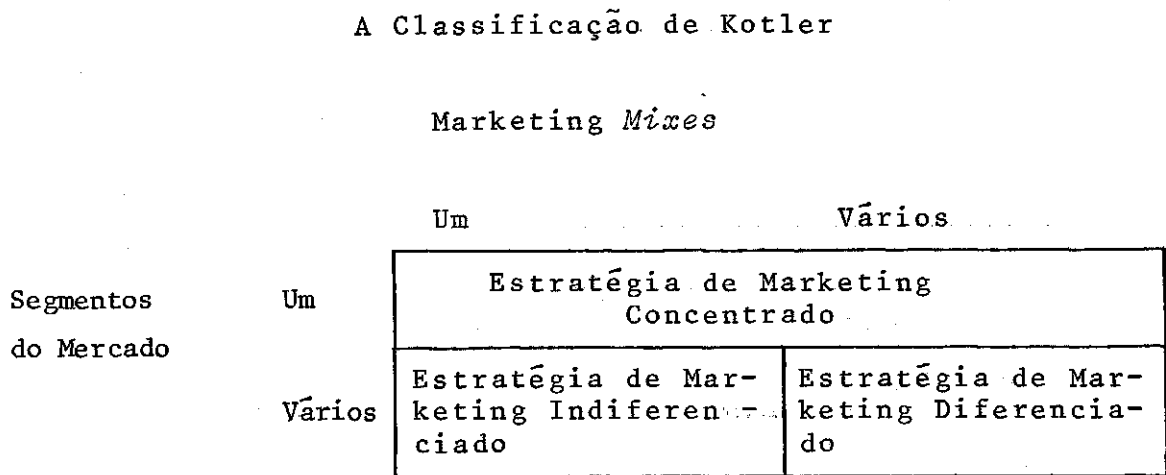 A Classificação de Kotler
Marketing Mixes
Um Vários
Segmentos
do Mercado
Um
Estratégia de Marketing
Concentrado
Vários
Estratégia de Mar-
keting Indiferen-
ciado
Estratégia de Mar-
keting Diferencia-
do